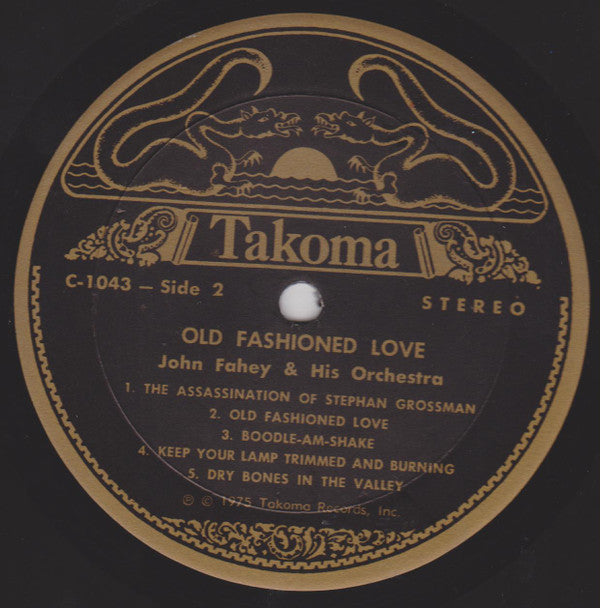 Takoma
C-1043 — Side 2
STEREO
OLD FASHIONED LOVE
John Fahey & His Orchestra
1. THE ASSASSINATION OF STEPHAN GROSSMAN
2. OLD FASHIONED LOVE
3. BOODLE-AM-SHAKE
4. KEEP YOUR LAMP TRIMMED AND BURNING
5. DRY BONES IN THE VALLEY
℗ © 1975 Takoma Records, Inc.